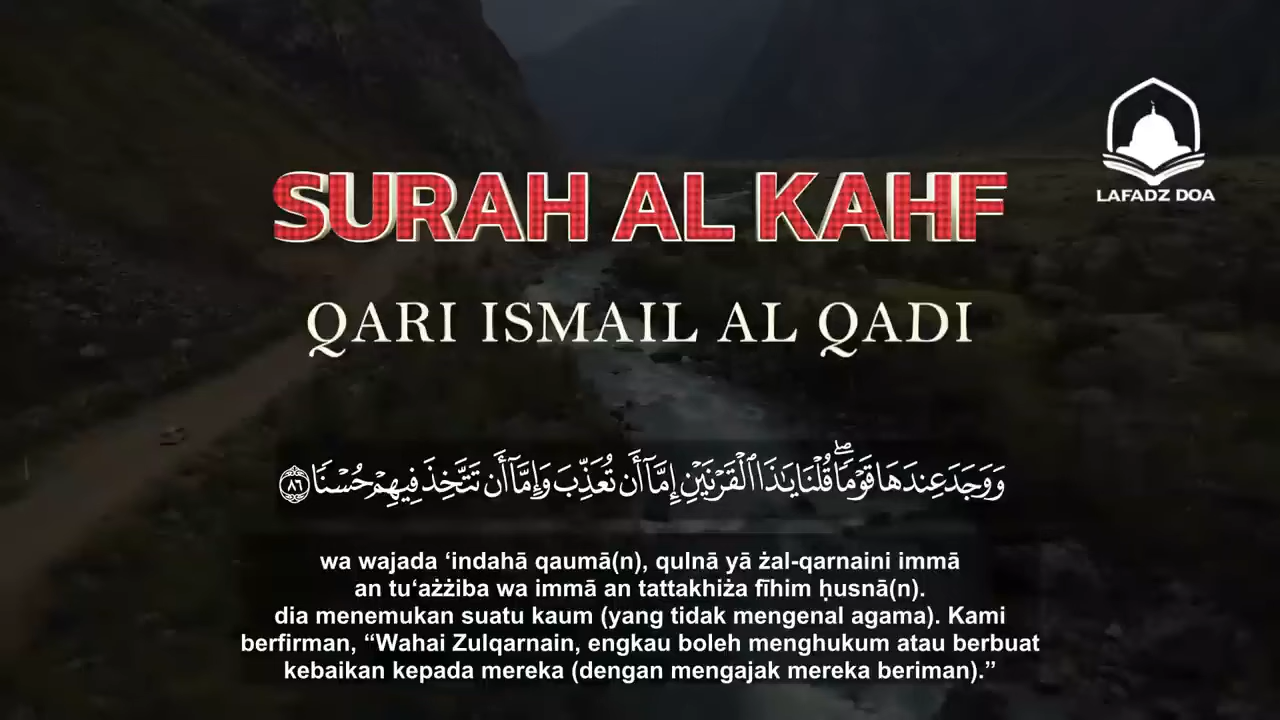 LAFADZ DOA
SURAH AL KAHF
QARI ISMAIL AL QADI
وَوَجَدَ عِندَهَا قَوْمًاۖ قُلْنَا يَٰذَا ٱلْقَرْنَيْنِ إِمَّآ أَن تُعَذِّبَ وَإِمَّآ أَن تَتَّخِذَ فِيهِمْ حُسْنًا ٨٦
wa wajada ‘indahā qaumā(n), qulnā yā żal-qarnaini immā
an tu‘ażżiba wa immā an tattakhiża fīhim ḥusnā(n).
dia menemukan suatu kaum (yang tidak mengenal agama). Kami
berfirman, “Wahai Zulqarnain, engkau boleh menghukum atau berbuat
kebaikan kepada mereka (dengan mengajak mereka beriman).”